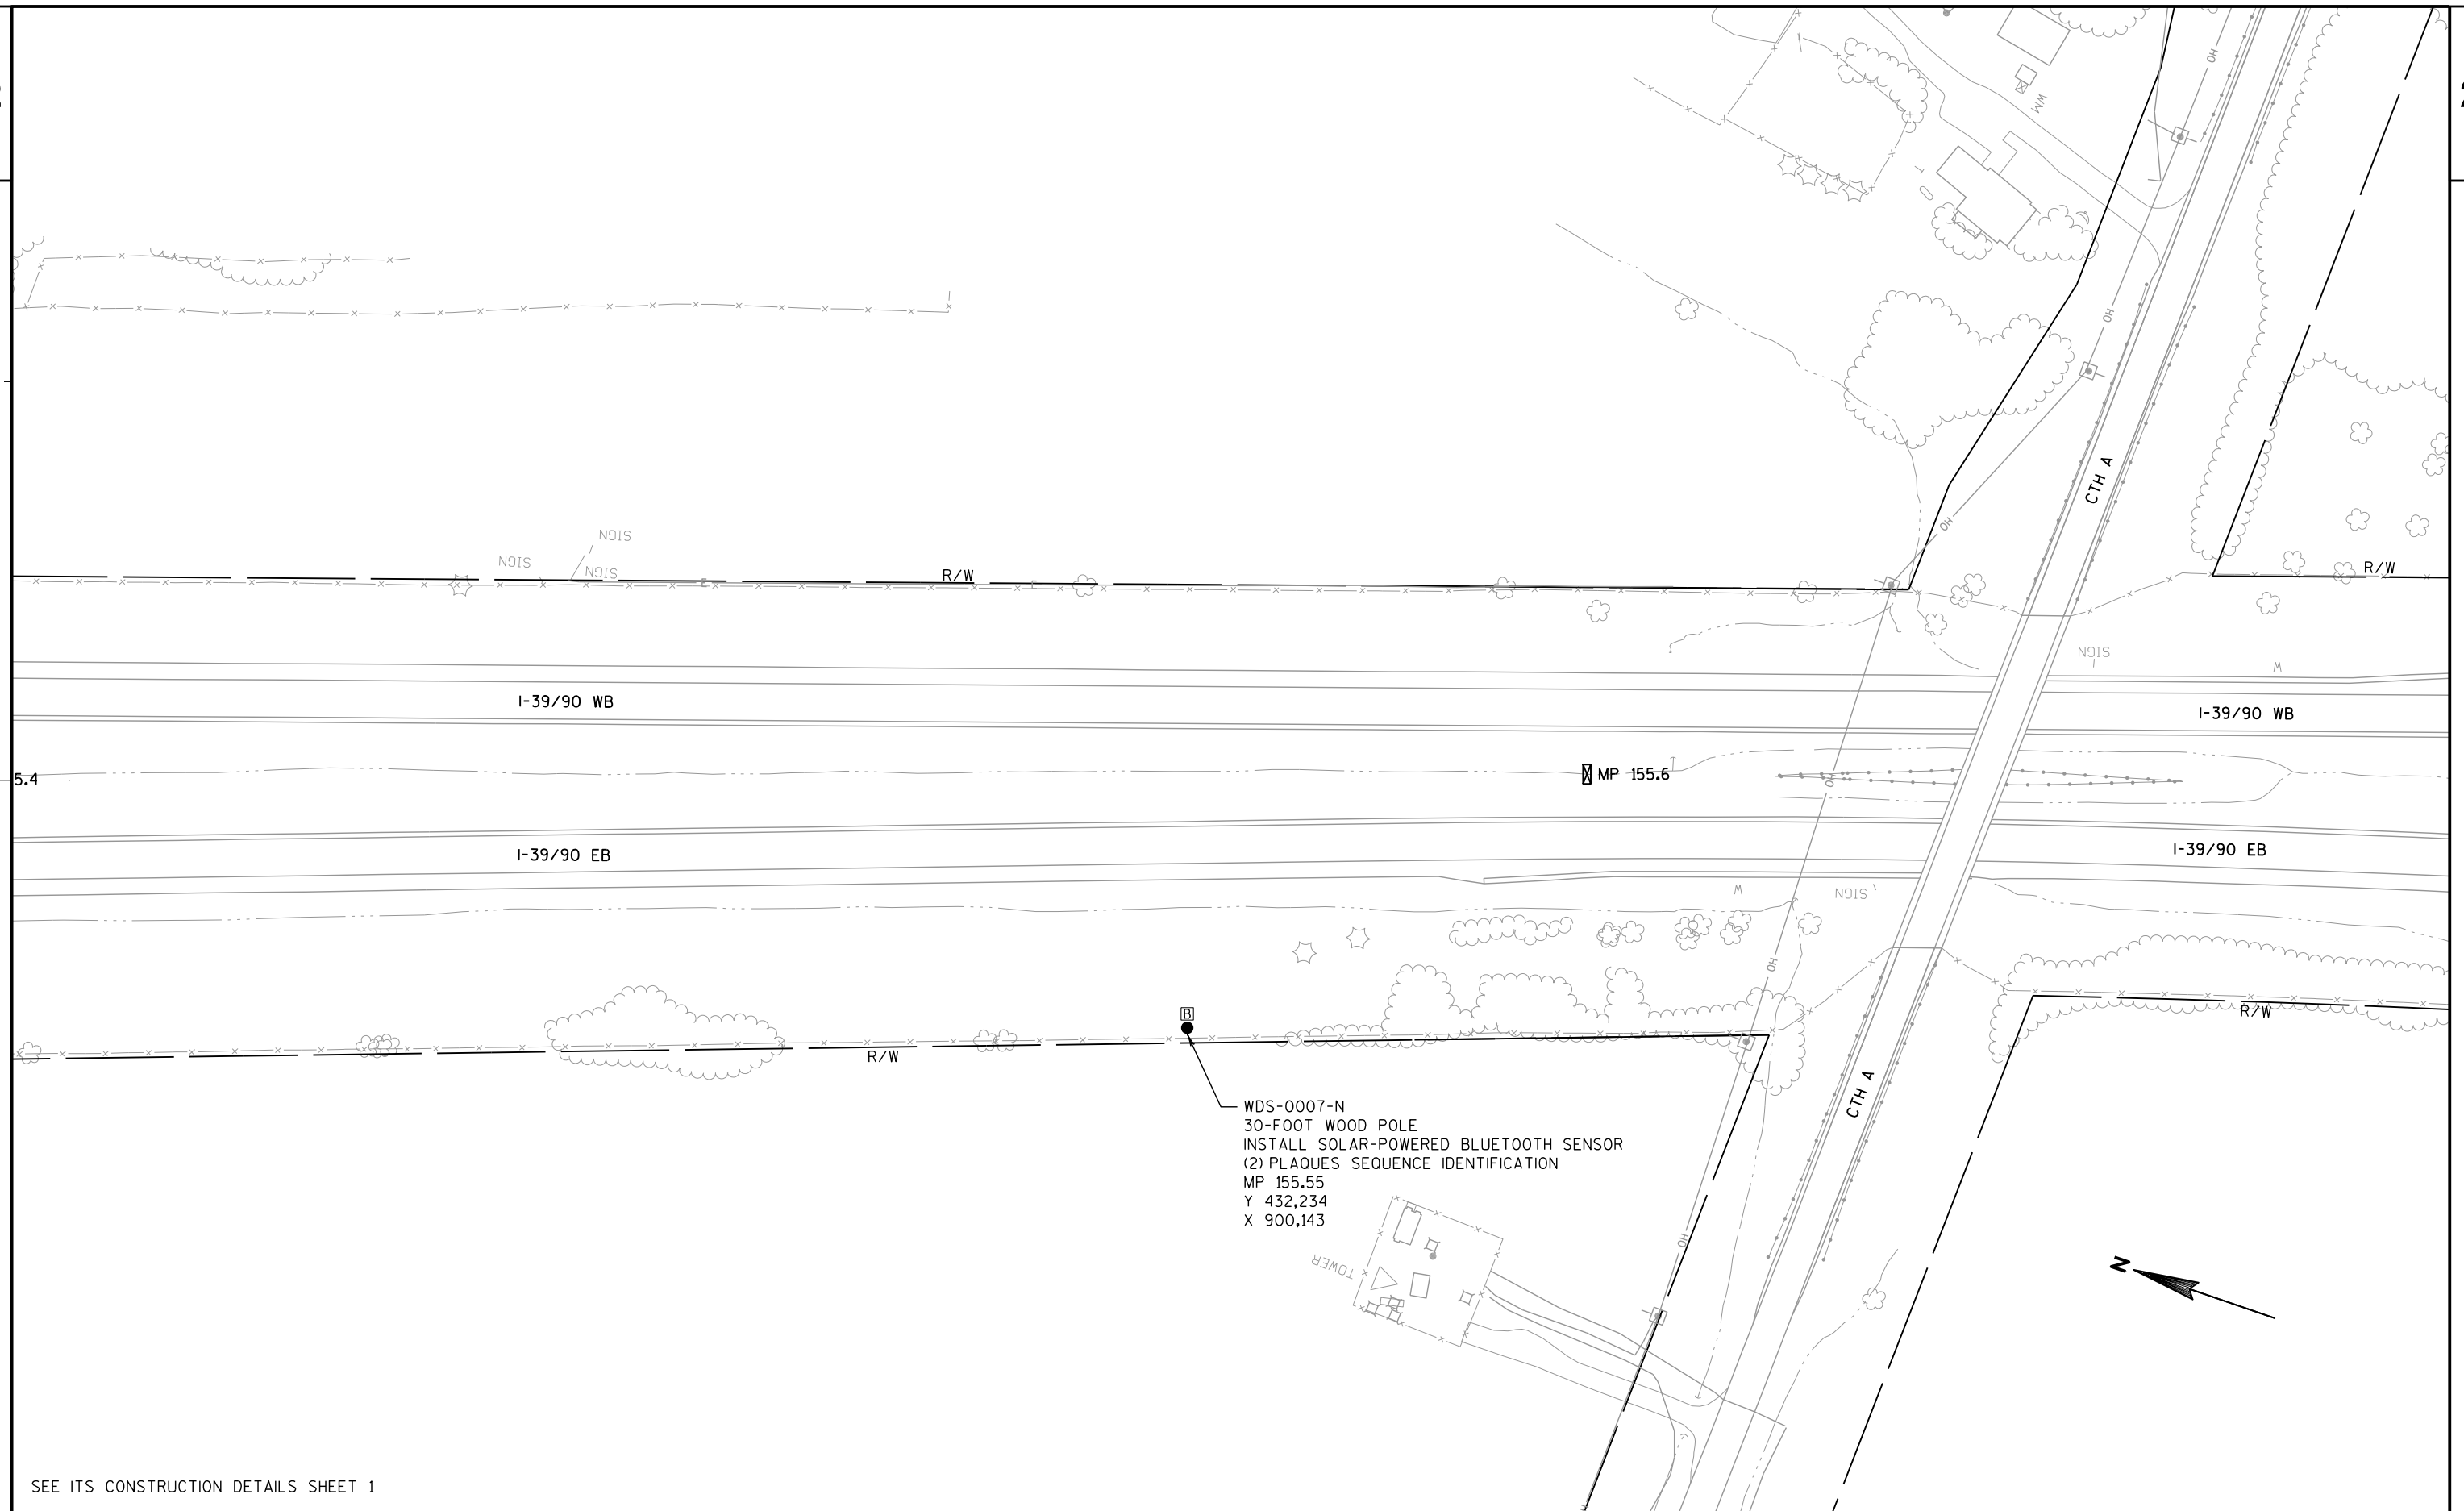 OH
WM
OH
CTH A
OH
SIGN
SIGN
SIGN
E
E
R/W
R/W
SIGN
W
I-39/90 WB
I-39/90 WB
5.4
MP 155.6
OH
I-39/90 EB
I-39/90 EB
W
SIGN
OH
B
R/W
R/W
CTH A
WDS-0007-N
30-FOOT WOOD POLE
INSTALL SOLAR-POWERED BLUETOOTH SENSOR
(2) PLAQUES SEQUENCE IDENTIFICATION
MP 155.55
Y 432,234
X 900,143
OH
TOWER
N
SEE ITS CONSTRUCTION DETAILS SHEET 1